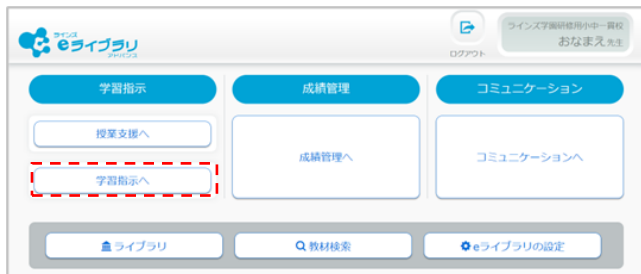 ラインズ
eライブラリ
アドバンス
ログアウト
ラインズ学園研修用小中一貫校
おなまえ先生
学習指示
成績管理
コミュニケーション
授業支援へ
学習指示へ
成績管理へ
コミュニケーションへ
ライブラリ
教材検索
eライブラリの設定